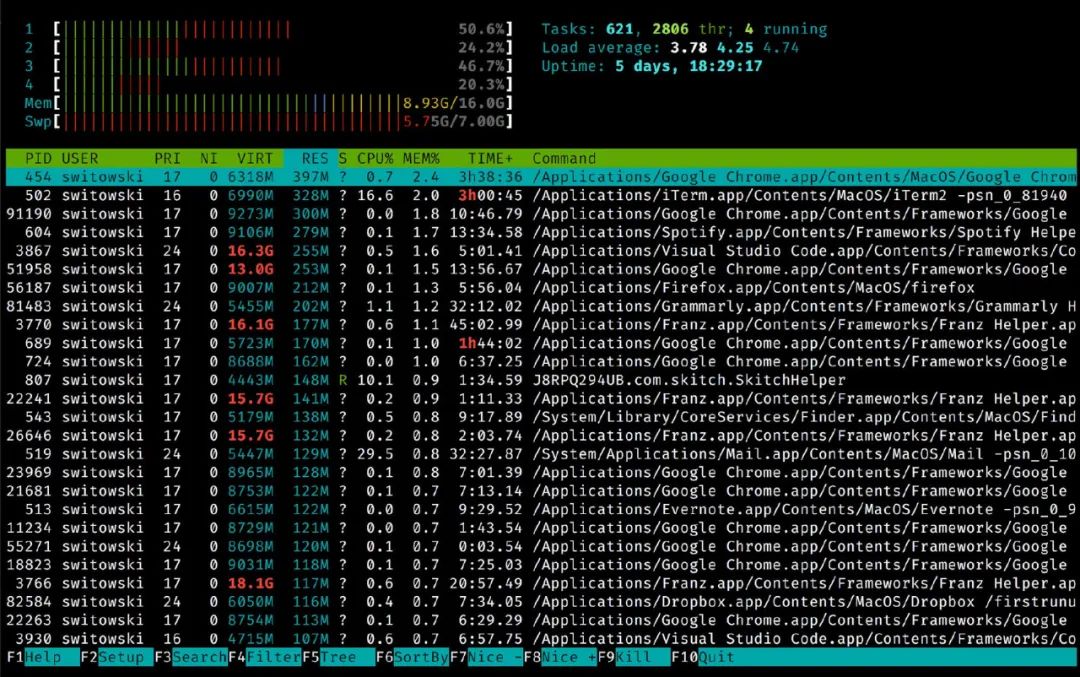 1 [ 50.6%] Tasks: 621, 2806 thr; 4 running
2 [ 24.2%] Load average: 3.78 4.25 4.74
3 [ 46.7%] Uptime: 5 days, 18:29:17
4 [ 20.3%]
Mem[ 8.93G/16.0G]
Swp[ 5.75G/7.00G]
PID USER PRI NI VIRT RES S CPU% MEM% TIME+ Command
454 switowski 17 0 6318M 397M ? 0.7 2.4 3h38:36 /Applications/Google Chrome.app/Contents/MacOS/Google Chrom
502 switowski 16 0 6990M 328M ? 16.6 2.0 3h00:45 /Applications/iTerm.app/Contents/MacOS/iTerm2 -psn_0_81940
91190 switowski 17 0 9273M 300M ? 0.0 1.8 10:46.79 /Applications/Google Chrome.app/Contents/Frameworks/Google
604 switowski 17 0 9106M 279M ? 0.1 1.7 13:34.58 /Applications/Spotify.app/Contents/Frameworks/Spotify Helpe
3867 switowski 24 0 16.3G 255M ? 0.5 1.6 5:01.41 /Applications/Visual Studio Code.app/Contents/Frameworks/Co
51958 switowski 17 0 13.0G 253M ? 0.1 1.5 13:56.67 /Applications/Google Chrome.app/Contents/Frameworks/Google
56187 switowski 17 0 9007M 212M ? 0.1 1.3 5:56.04 /Applications/Firefox.app/Contents/MacOS/firefox
81483 switowski 24 0 5455M 202M ? 1.1 1.2 32:12.02 /Applications/Grammarly.app/Contents/Frameworks/Grammarly H
3770 switowski 17 0 16.1G 177M ? 0.6 1.1 45:02.99 /Applications/Franz.app/Contents/Frameworks/Franz Helper.ap
689 switowski 17 0 5723M 170M ? 0.1 1.0 1h44:02 /Applications/Google Chrome.app/Contents/Frameworks/Google
724 switowski 17 0 8688M 162M ? 0.0 1.0 6:37.25 /Applications/Google Chrome.app/Contents/Frameworks/Google
807 switowski 17 0 4443M 148M R 10.1 0.9 1:34.59 J8RPQ294UB.com.skitch.SkitchHelper
22241 switowski 17 0 15.7G 141M ? 0.2 0.9 1:11.33 /Applications/Franz.app/Contents/Frameworks/Franz Helper.ap
543 switowski 17 0 5179M 138M ? 0.5 0.8 9:17.89 /System/Library/CoreServices/Finder.app/Contents/MacOS/Find
26646 switowski 17 0 15.7G 132M ? 0.2 0.8 2:03.74 /Applications/Franz.app/Contents/Frameworks/Franz Helper.ap
519 switowski 24 0 5447M 129M ? 29.5 0.8 32:27.87 /System/Applications/Mail.app/Contents/MacOS/Mail -psn_0_10
23969 switowski 17 0 8965M 128M ? 0.1 0.8 7:01.39 /Applications/Google Chrome.app/Contents/Frameworks/Google
21681 switowski 17 0 8753M 122M ? 0.1 0.7 7:13.14 /Applications/Google Chrome.app/Contents/Frameworks/Google
513 switowski 17 0 6615M 122M ? 0.0 0.7 9:29.52 /Applications/Evernote.app/Contents/MacOS/Evernote -psn_0_9
11234 switowski 17 0 8729M 121M ? 0.0 0.7 1:43.54 /Applications/Google Chrome.app/Contents/Frameworks/Google
55271 switowski 24 0 8698M 120M ? 0.1 0.7 0:03.54 /Applications/Google Chrome.app/Contents/Frameworks/Google
18823 switowski 17 0 9031M 118M ? 0.1 0.7 7:25.03 /Applications/Google Chrome.app/Contents/Frameworks/Google
3766 switowski 17 0 18.1G 117M ? 0.6 0.7 20:57.49 /Applications/Franz.app/Contents/Frameworks/Franz Helper.ap
82584 switowski 24 0 6050M 116M ? 0.4 0.7 7:34.05 /Applications/Dropbox.app/Contents/MacOS/Dropbox /firstrunu
22263 switowski 17 0 8754M 113M ? 0.1 0.7 6:29.29 /Applications/Google Chrome.app/Contents/Frameworks/Google
3930 switowski 16 0 4715M 107M ? 0.6 0.7 6:57.75 /Applications/Visual Studio Code.app/Contents/Frameworks/Co
F1Help F2Setup F3SearchF4FilterF5Tree F6SortByF7Nice -F8Nice +F9Kill F10Quit